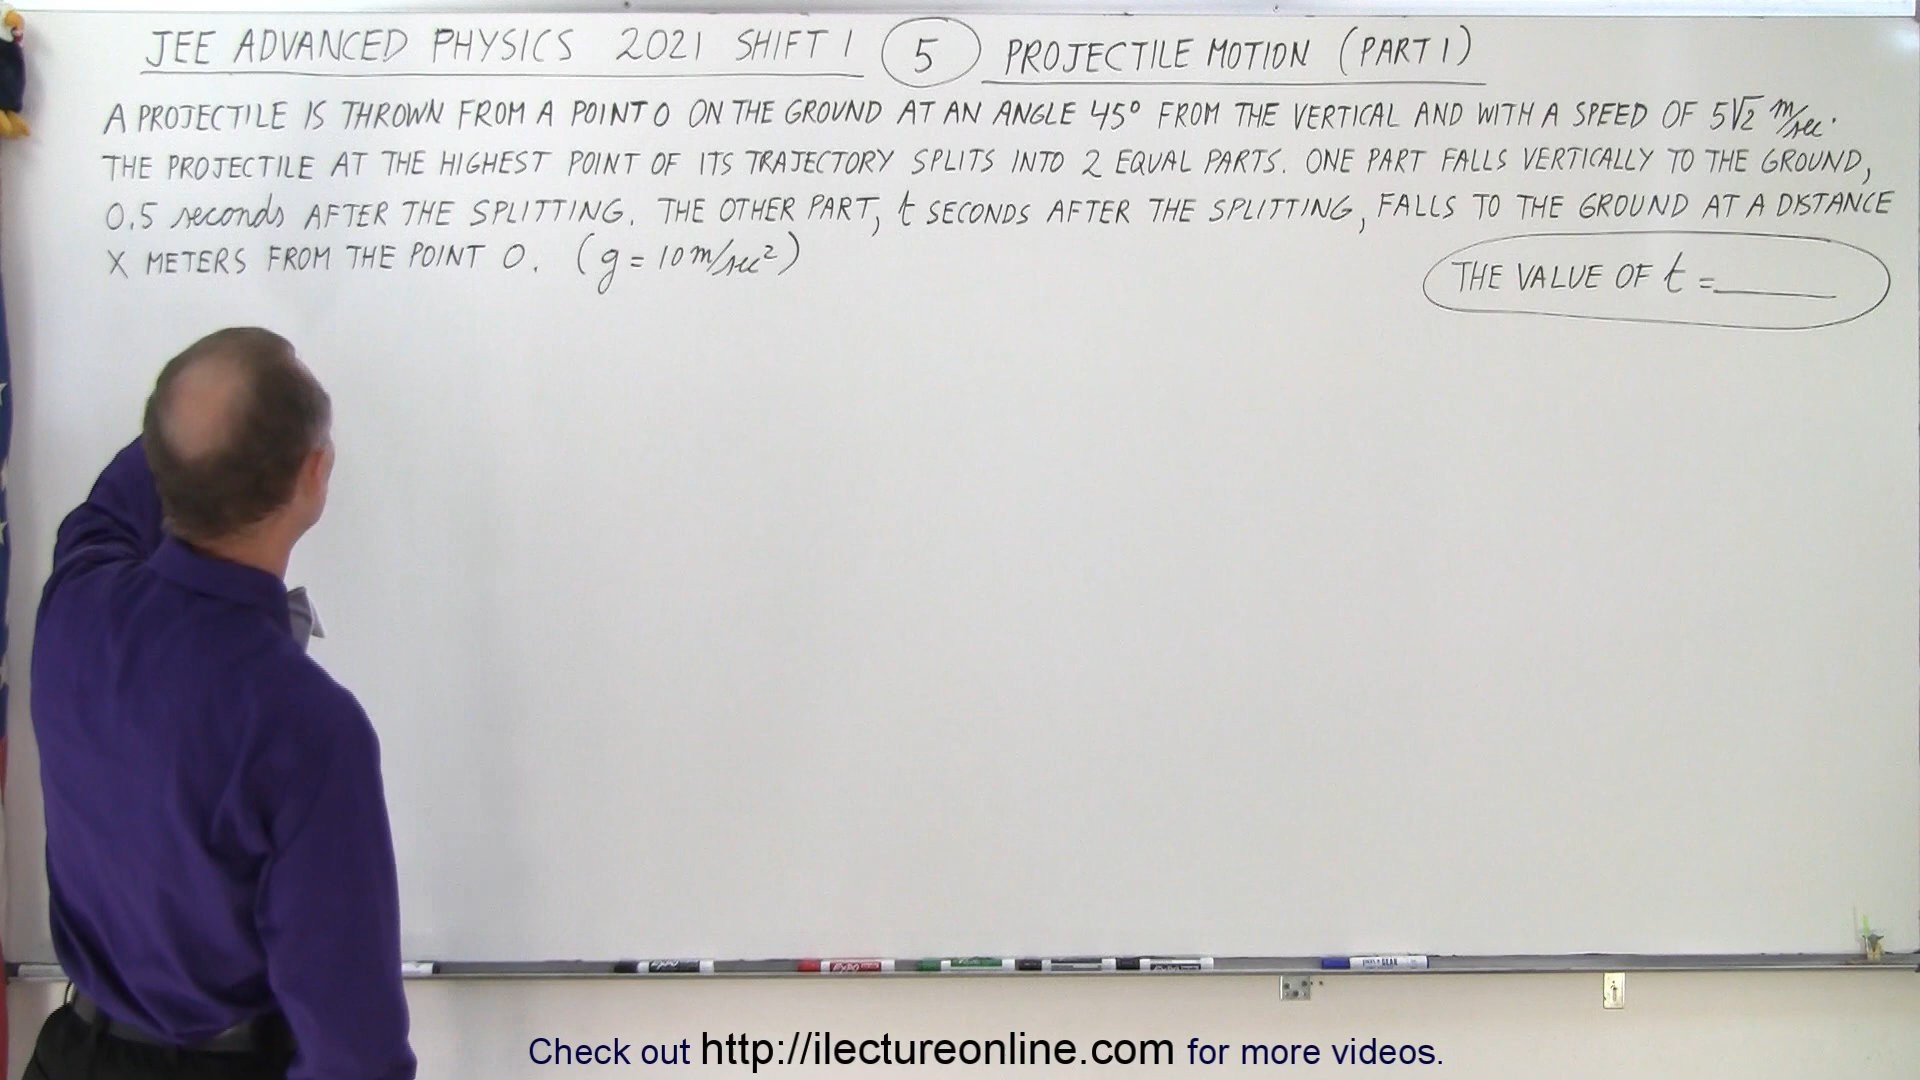 JEE ADVANCED PHYSICS 2021 SHIFT 1 5 PROJECTILE MOTION (PART 1)
A PROJECTILE IS THROWN FROM A POINT O ON THE GROUND AT AN ANGLE 45° FROM THE VERTICAL AND WITH A SPEED OF 5√2 m/sec.
THE PROJECTILE AT THE HIGHEST POINT OF ITS TRAJECTORY SPLITS INTO 2 EQUAL PARTS. ONE PART FALLS VERTICALLY TO THE GROUND,
0.5 seconds AFTER THE SPLITTING. THE OTHER PART, t SECONDS AFTER THE SPLITTING, FALLS TO THE GROUND AT A DISTANCE
X METERS FROM THE POINT O. (g = 10 m/sec²)
THE VALUE OF t = ______
EXPO
Check out http://ilectureonline.com for more videos.